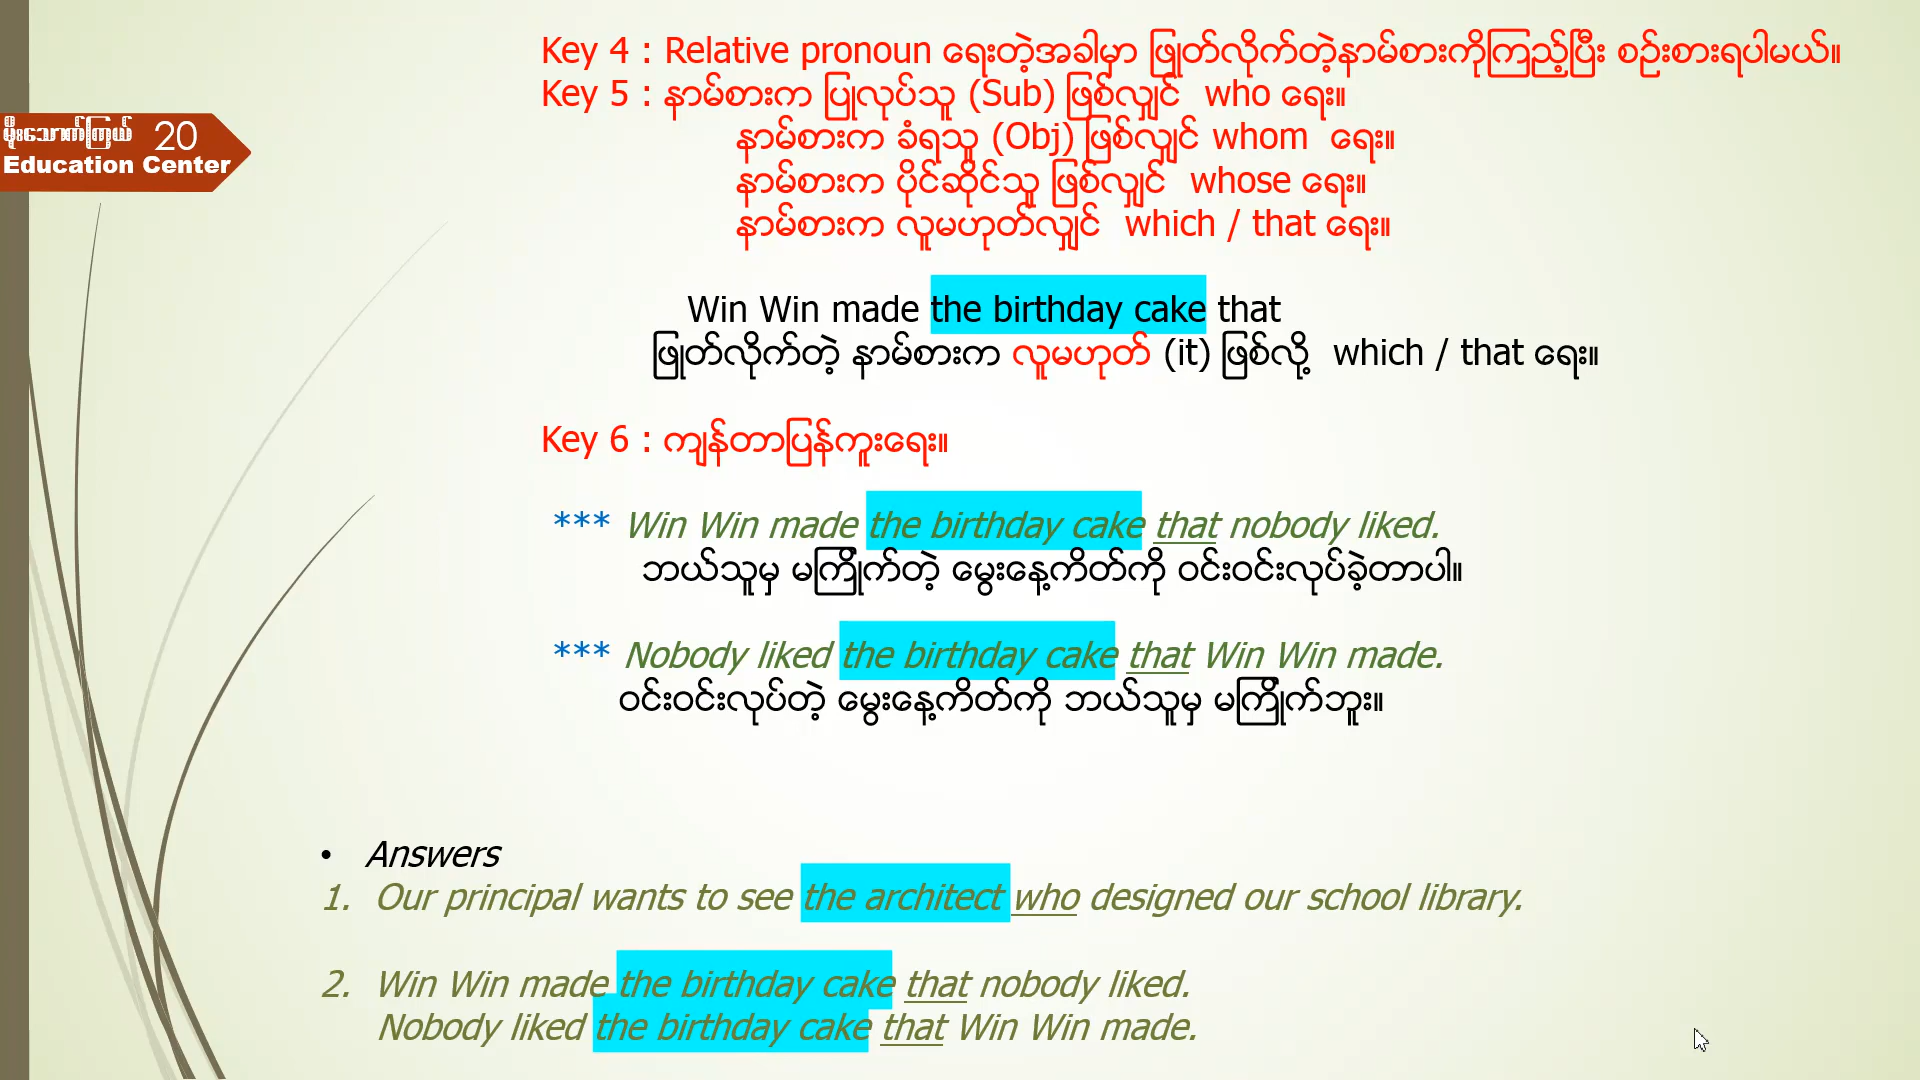 Key 4 : Relative pronoun ရေးတဲ့အခါမှာ ဖြုတ်လိုက်တဲ့နာမ်စားကိုကြည့်ပြီး စဉ်းစားရပါမယ်။
Key 5 : နာမ်စားက ပြုလုပ်သူ (Sub) ဖြစ်လျှင် who ရေး။
နာမ်စားက ခံရသူ (Obj) ဖြစ်လျှင် whom ရေး။
နာမ်စားက ပိုင်ဆိုင်သူ ဖြစ်လျှင် whose ရေး။
နာမ်စားက လူမဟုတ်လျှင် which / that ရေး။
20
Education Center
Win Win made the birthday cake that
ဖြုတ်လိုက်တဲ့ နာမ်စားက လူမဟုတ် (it) ဖြစ်လို့ which / that ရေး။
Key 6 : ကျန်တာပြန်ကူးရေး။
*** Win Win made the birthday cake that nobody liked.
ဘယ်သူမှ မကြိုက်တဲ့ မွေးနေ့ကိတ်ကို ဝင်းဝင်းလုပ်ခဲ့တာပါ။
*** Nobody liked the birthday cake that Win Win made.
ဝင်းဝင်းလုပ်တဲ့ မွေးနေ့ကိတ်ကို ဘယ်သူမှ မကြိုက်ဘူး။
• Answers
1. Our principal wants to see the architect who designed our school library.
2. Win Win made the birthday cake that nobody liked.
Nobody liked the birthday cake that Win Win made.